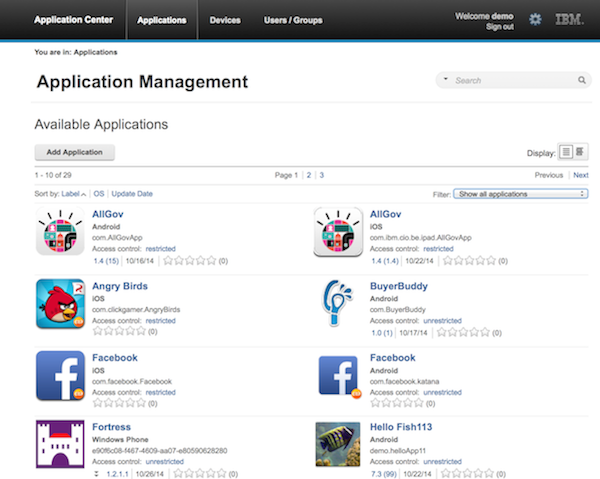 Application Center Applications Devices Users / Groups Welcome demo IBM.
Sign out
You are in: Applications
Application Management
Search
Available Applications
Add Application Display:
1 - 10 of 29 Page 1 | 2 | 3 Previous Next
Sort by: Label OS Update Date Filter: Show all applications
AllGov
Android
com.AllGovApp
Access control: restricted
1.4 (15) 10/16/14 (0)
AllGov
iOS
com.ibm.cio.be.ipad.AllGovApp
Access control: restricted
1.4 (1.4) 10/22/14 (0)
Angry Birds
iOS
com.clickgamer.AngryBirds
Access control: restricted
(0)
BuyerBuddy
Android
com.BuyerBuddy
Access control: unrestricted
1.0 (1) 10/17/14 (0)
Facebook
iOS
com.facebook.Facebook
Access control: unrestricted
(0)
Facebook
Android
com.facebook.katana
Access control: unrestricted
(0)
Fortress
Windows Phone
e90f6c08-f467-4609-aa07-e80590628280
Access control: unrestricted
1.2.1.1 10/26/14 (0)
Hello Fish113
Android
demo.helloApp11
Access control: unrestricted
7.3 (99) 10/22/14 (0)